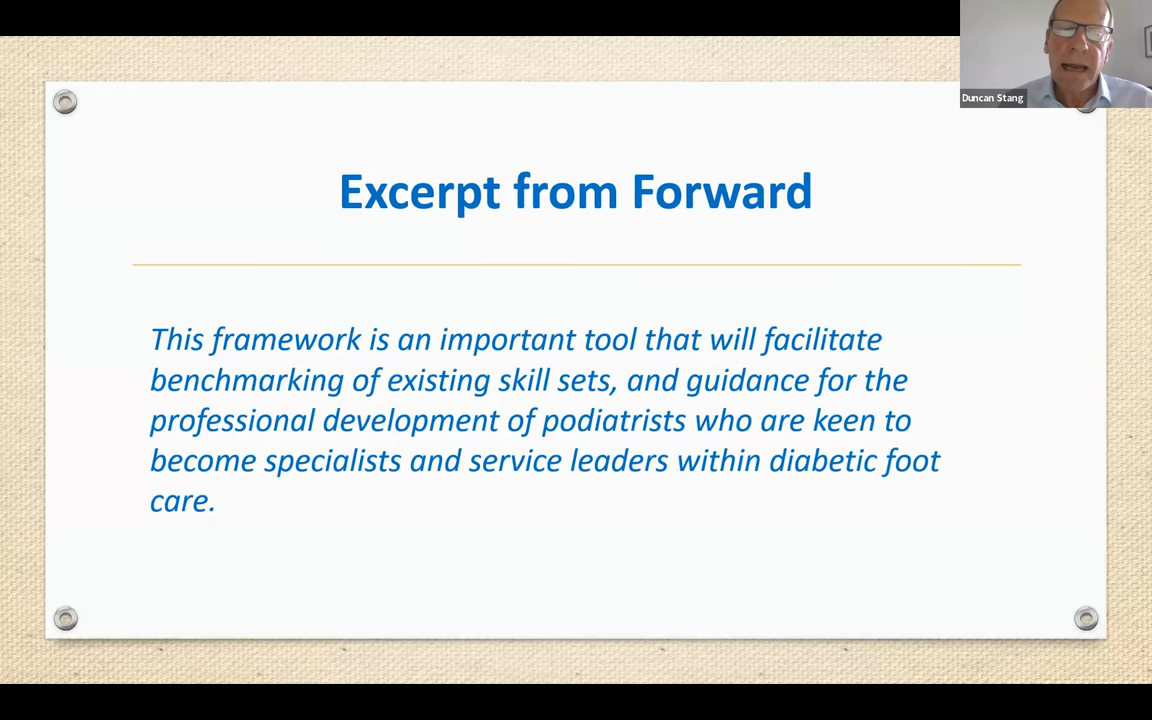 Duncan Stang
Excerpt from Forward
This framework is an important tool that will facilitate
benchmarking of existing skill sets, and guidance for the
professional development of podiatrists who are keen to
become specialists and service leaders within diabetic foot
care.